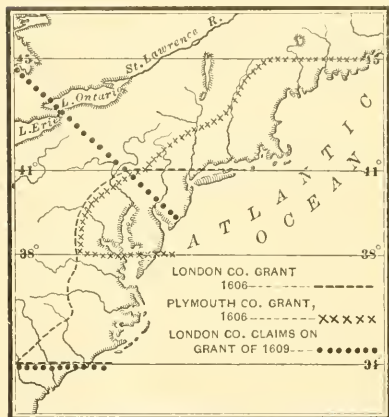 45
St. Lawrence R.
45
L. Ontario
L. Erie
41
41
ATLANTIC
OCEAN
38°
38
LONDON CO. GRANT
1606
PLYMOUTH CO. GRANT,
1606
LONDON CO. CLAIMS ON
GRANT OF 1609
34